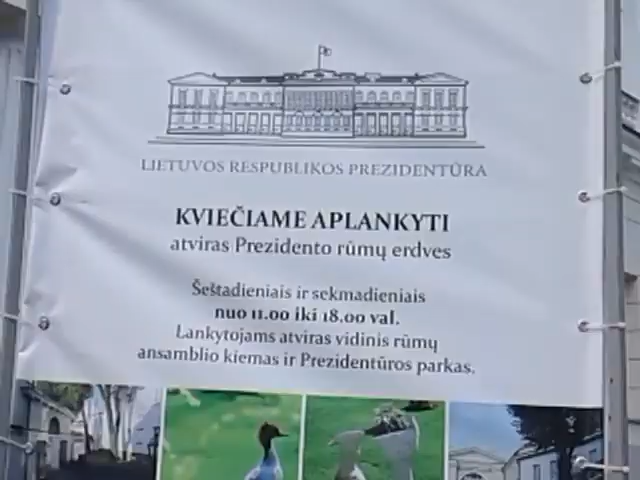 LIETUVOS RESPUBLIKOS PREZIDENTŪRA
KVIEČIAME APLANKYTI
atviras Prezidento rūmų erdves
Šeštadieniais ir sekmadieniais
nuo 11.00 iki 18.00 val.
Lankytojams atviras vidinis rūmų
ansamblio kiemas ir Prezidentūros parkas.